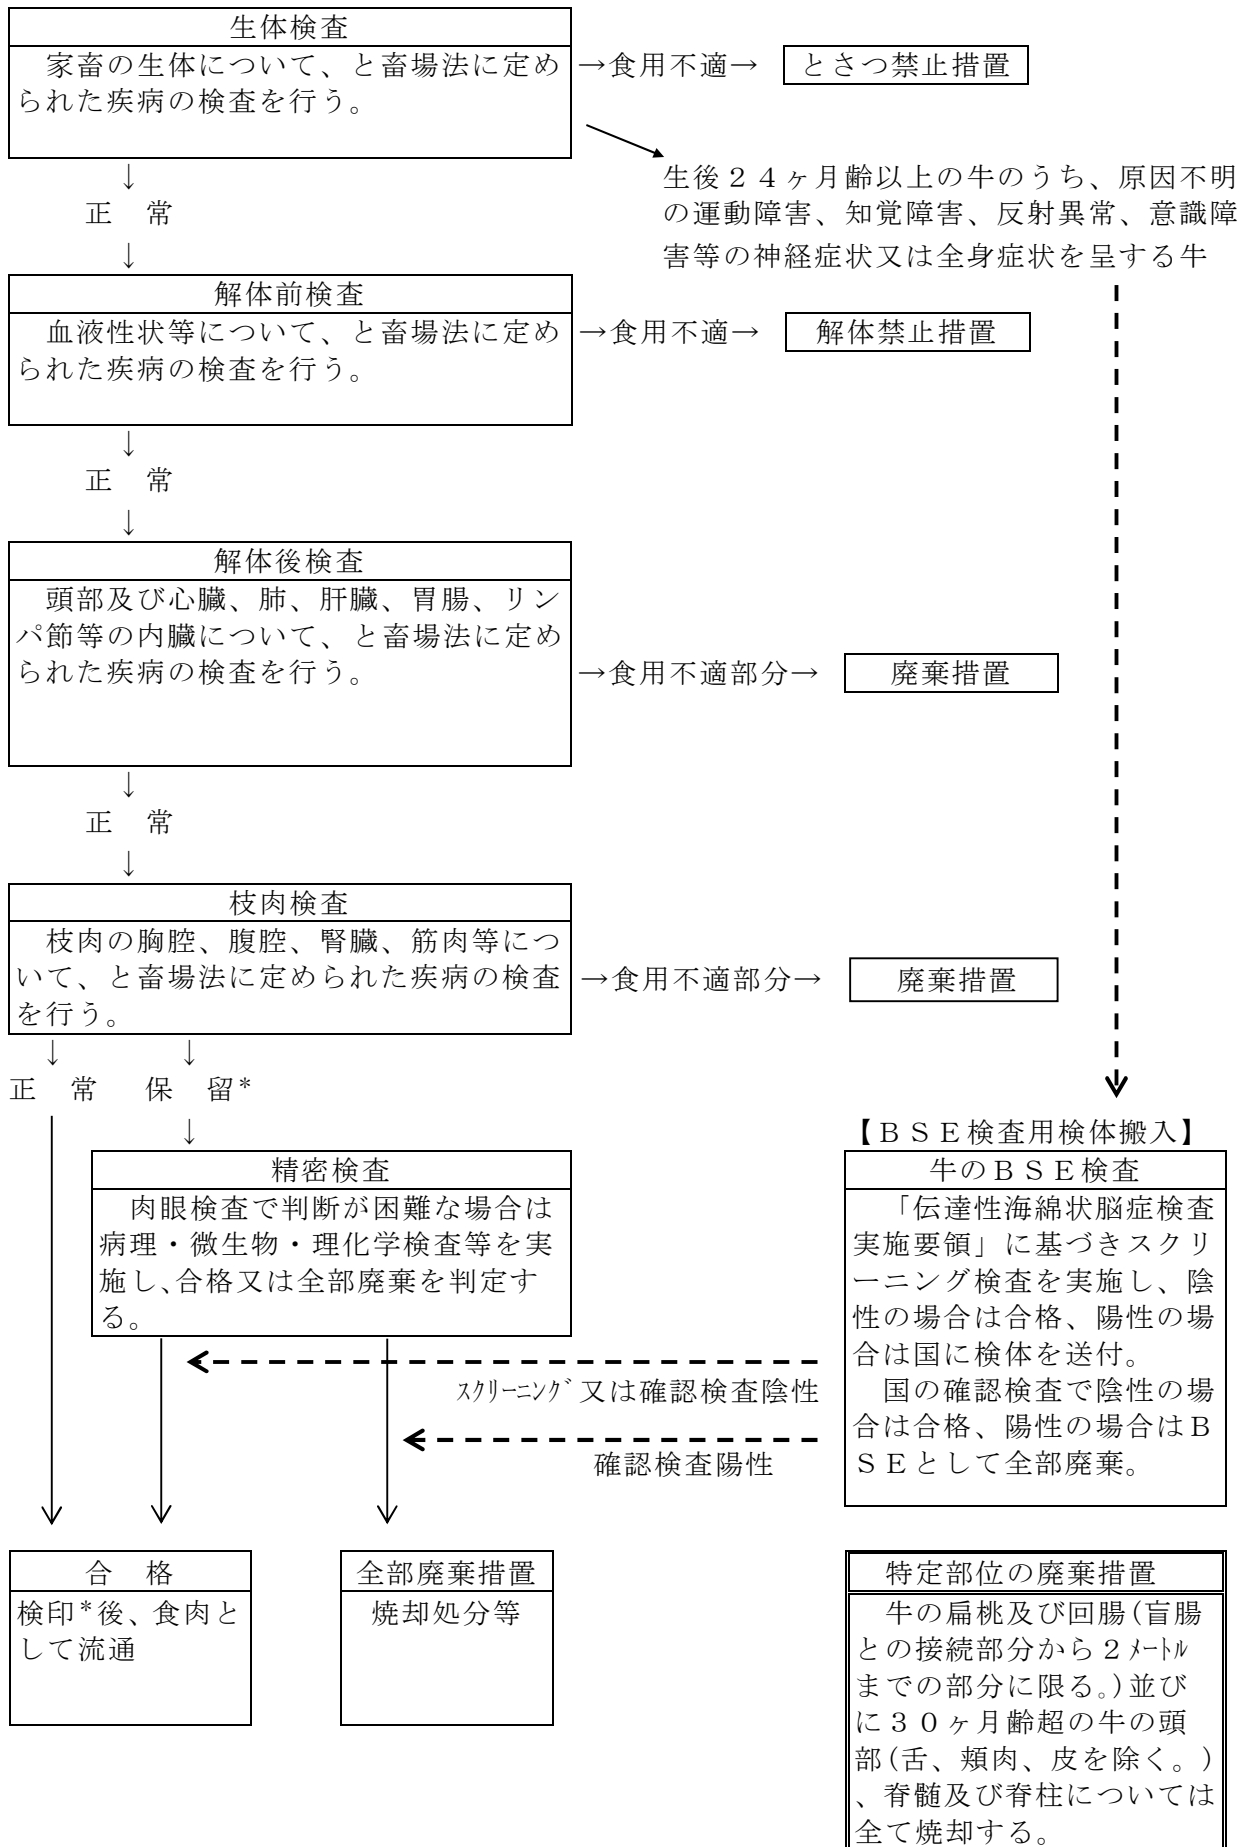 生体検査
家畜の生体について、と畜場法に定め
られた疾病の検査を行う。
→食用不適→
とさつ禁止措置
生後２４ヶ月齢以上の牛のうち、原因不明
の運動障害、知覚障害、反射異常、意識障
害等の神経症状又は全身症状を呈する牛
↓
正　常
↓
解体前検査
血液性状等について、と畜場法に定め
られた疾病の検査を行う。
→食用不適→
解体禁止措置
↓
正　常
↓
解体後検査
頭部及び心臓、肺、肝臓、胃腸、リン
パ節等の内臓について、と畜場法に定め
られた疾病の検査を行う。
→食用不適部分→
廃棄措置
↓
正　常
↓
枝肉検査
枝肉の胸腔、腹腔、腎臓、筋肉等につ
いて、と畜場法に定められた疾病の検査
を行う。
→食用不適部分→
廃棄措置
↓　↓
正　常　保　留*
↓
精密検査
肉眼検査で判断が困難な場合は
病理・微生物・理化学検査等を実
施し、合格又は全部廃棄を判定す
る。
【ＢＳＥ検査用検体搬入】
牛のＢＳＥ検査
「伝達性海綿状脳症検査
実施要領」に基づきスクリ
ーニング検査を実施し、陰
性の場合は合格、陽性の場
合は国に検体を送付。
国の確認検査で陰性の場
合は合格、陽性の場合はＢ
ＳＥとして全部廃棄。
ｽｸﾘｰﾆﾝｸﾞ又は確認検査陰性
確認検査陽性
合　格
検印*後、食肉と
して流通
全部廃棄措置
焼却処分等
特定部位の廃棄措置
牛の扁桃及び回腸(盲腸
との接続部分から２ﾒｰﾄﾙ
までの部分に限る。)並び
に３０ヶ月齢超の牛の頭
部(舌、頬肉、皮を除く。)
、脊髄及び脊柱については
全て焼却する。